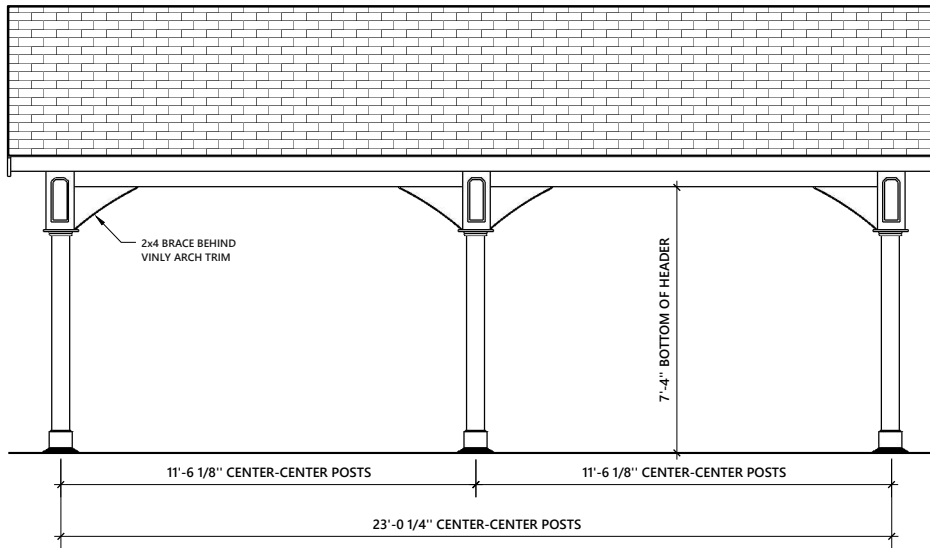 2x4 BRACE BEHIND
VINLY ARCH TRIM
7'-4" BOTTOM OF HEADER
11'-6 1/8" CENTER-CENTER POSTS
11'-6 1/8" CENTER-CENTER POSTS
23'-0 1/4" CENTER-CENTER POSTS